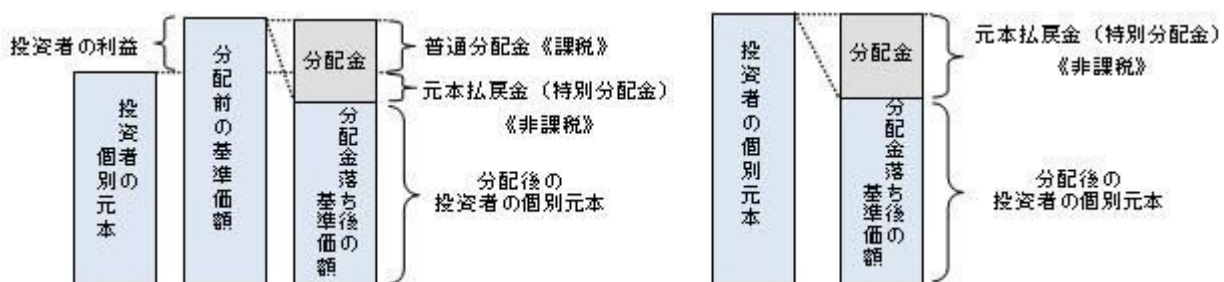 投資者の利益
投資者の
個別元本
分配前の基準価額
分配金
分配金落ち後の
基準価額
普通分配金《課税》
元本払戻金（特別分配金）
《非課税》
分配後の
投資者の個別元本
投資者の個別元本
分配金
分配金落ち後の
基準価額
元本払戻金（特別分配金）
《非課税》
分配後の
投資者の個別元本